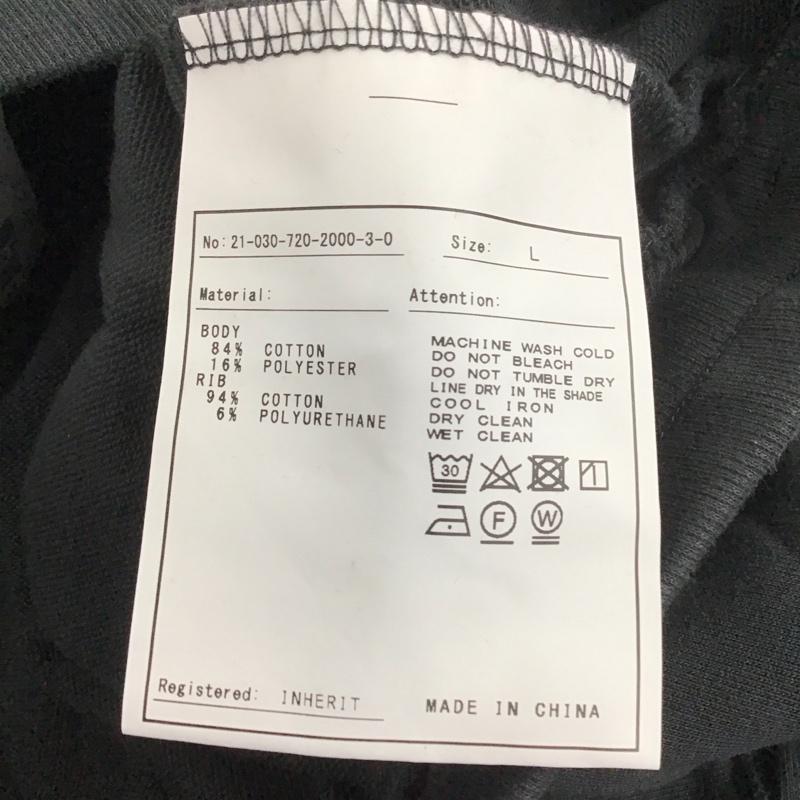 No: 21-030-720-2000-3-0
Size: L
Material:
Attention:
BODY
84% COTTON
16% POLYESTER
RIB
94% COTTON
6% POLYURETHANE
MACHINE WASH COLD
DO NOT BLEACH
DO NOT TUMBLE DRY
LINE DRY IN THE SHADE
COOL IRON
DRY CLEAN
WET CLEAN
30
F
W
Registered: INHERIT
MADE IN CHINA